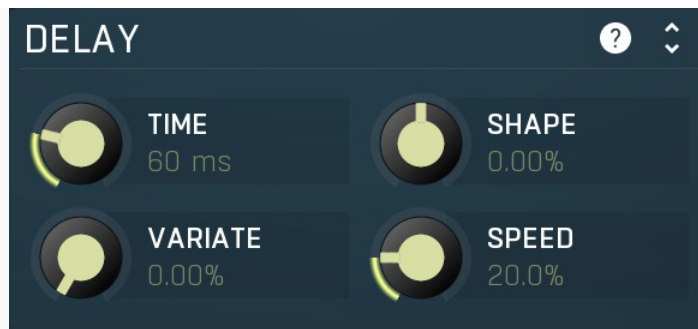 DELAY ?
TIME
60 ms
SHAPE
0.00%
VARIATE
0.00%
SPEED
20.0%